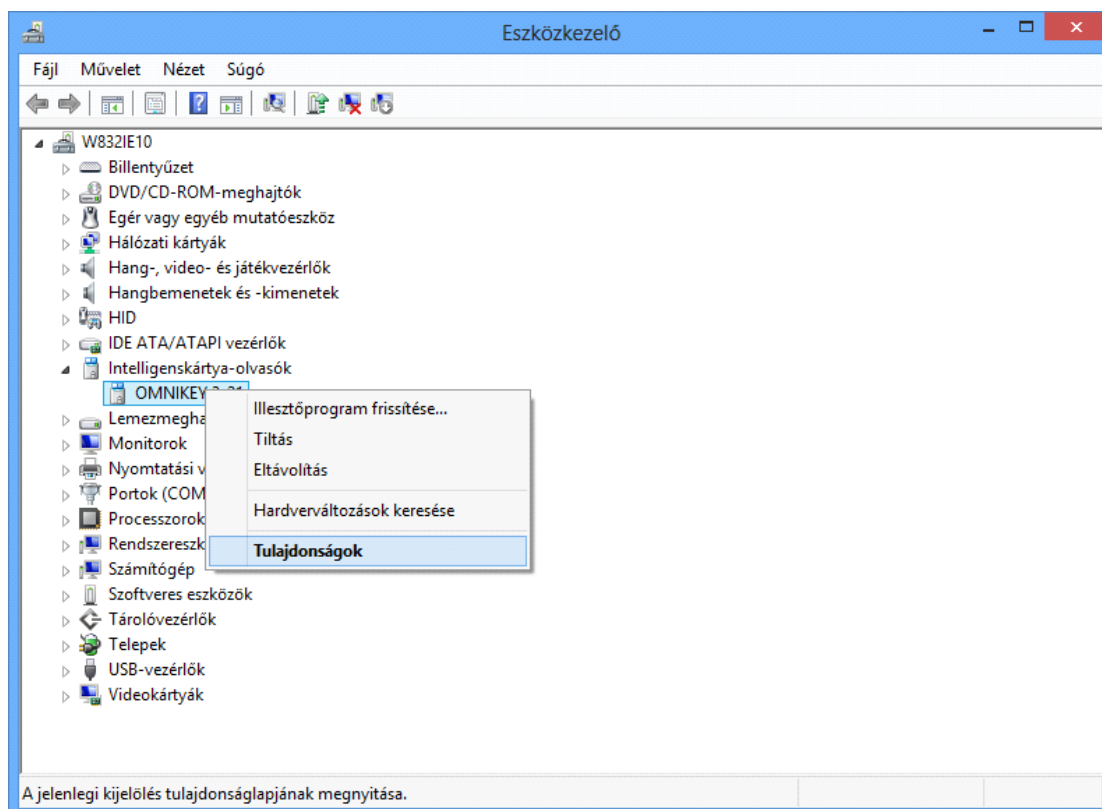 Eszközkezelő
Fájl Művelet Nézet Súgó
W832IE10
Billentyűzet
DVD/CD-ROM-meghajtók
Egér vagy egyéb mutatóeszköz
Hálózati kártyák
Hang-, video- és játékvezérlők
Hangbemenetek és -kimenetek
HID
IDE ATA/ATAPI vezérlők
Intelligenskártya-olvasók
OMNIKEY
Illesztőprogram frissítése...
Tiltás
Eltávolítás
Hardverváltozások keresése
Tulajdonságok
Lemezmegha
Monitorok
Nyomtatási v
Portok (COM
Processzorok
Rendszereszk
Számítógép
Szoftveres eszközök
Tárolóvezérlők
Telepek
USB-vezérlők
Videokártyák
A jelenlegi kijelölés tulajdonságlapjának megnyitása.